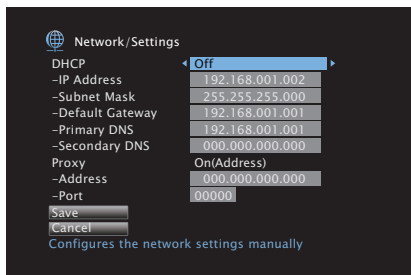 Network/Settings
DHCP Off
–IP Address 192.168.001.002
–Subnet Mask 255.255.255.000
–Default Gateway 192.168.001.001
–Primary DNS 192.168.001.001
–Secondary DNS 000.000.000.000
Proxy On(Address)
–Address 000.000.000.000
–Port 00000
Save
Cancel
Configures the network settings manually